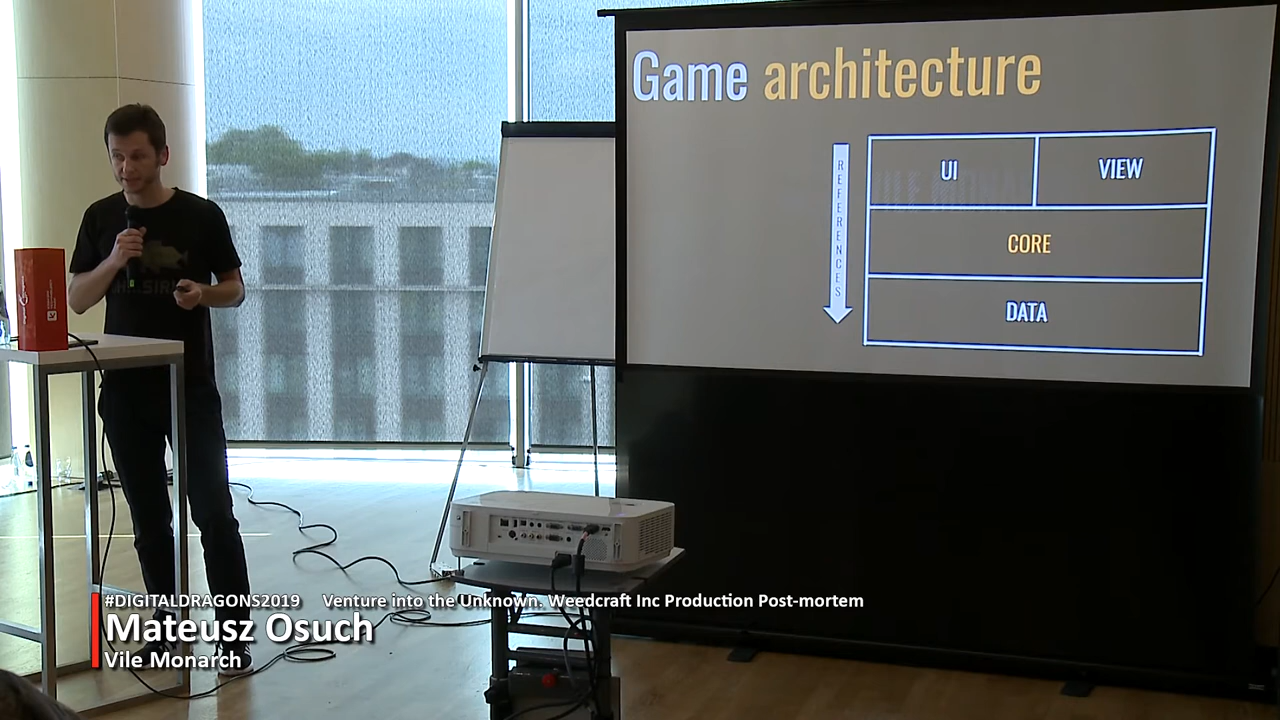 Game architecture
REFERENCES
UI
VIEW
CORE
DATA
#DIGITALDRAGONS2019 Venture into the Unknown. Weedcraft Inc Production Post-mortem
Mateusz Osuch
Vile Monarch